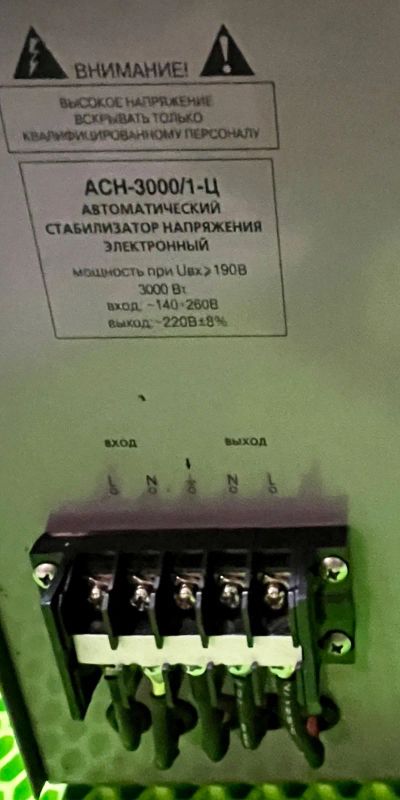 ВНИМАНИЕ!
ВЫСОКОЕ НАПРЯЖЕНИЕ
ВСКРЫВАТЬ ТОЛЬКО
КВАЛИФИЦИРОВАННОМУ ПЕРСОНАЛУ
АСН-3000/1-Ц
АВТОМАТИЧЕСКИЙ
СТАБИЛИЗАТОР НАПРЯЖЕНИЯ
ЭЛЕКТРОННЫЙ
мощность при Uвх≥190В
3000 Вт
вход: ~140÷260В
выход: ~220В±8%
вход выход
L N N L